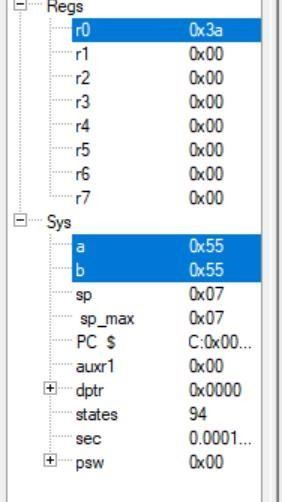 Regs
r0 0x3a
r1 0x00
r2 0x00
r3 0x00
r4 0x00
r5 0x00
r6 0x00
r7 0x00
Sys
a 0x55
b 0x55
sp 0x07
sp_max 0x07
PC $ C:0x00...
auxr1 0x00
dptr 0x0000
states 94
sec 0.0001...
psw 0x00